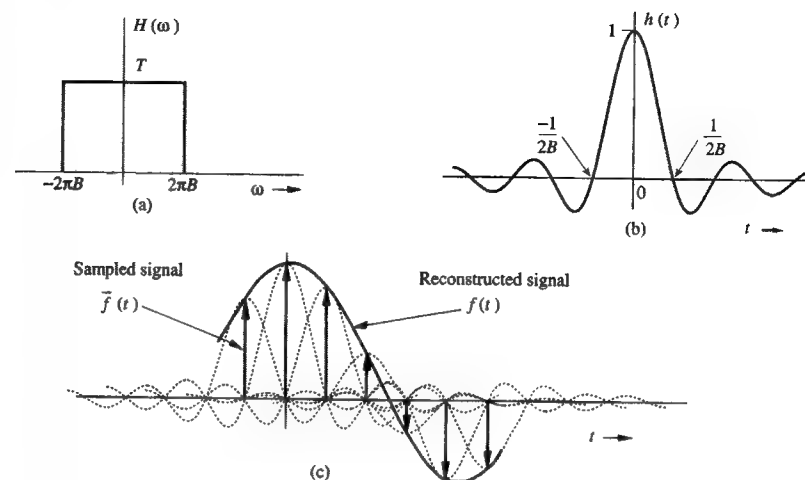 H(ω)
T
−2πB
2πB
ω →
(a)
h(t)
1
−1/2B
1/2B
0
t →
(b)
Sampled signal
f̄(t)
Reconstructed signal
f(t)
t →
(c)